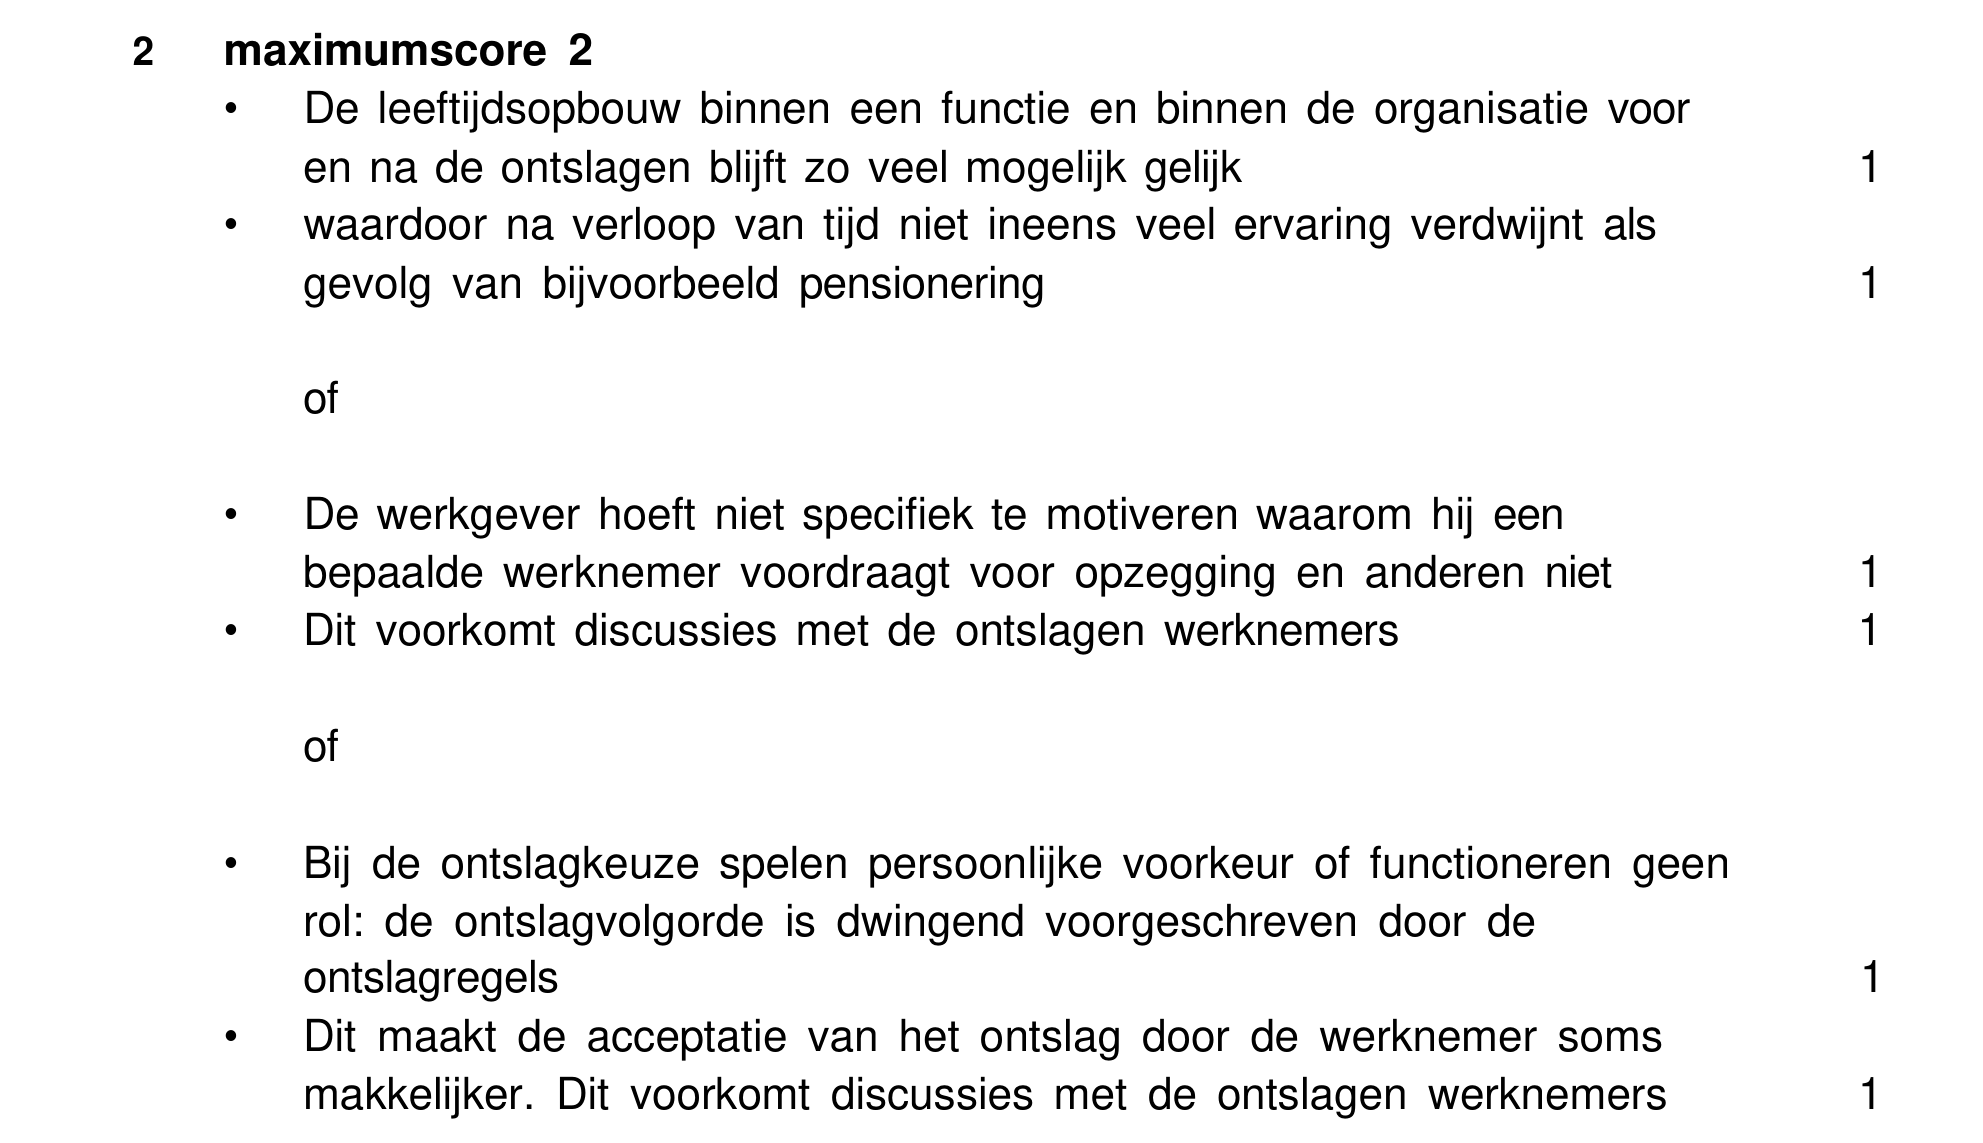 2 maximumscore 2
• De leeftijdsopbouw binnen een functie en binnen de organisatie voor
en na de ontslagen blijft zo veel mogelijk gelijk 1
• waardoor na verloop van tijd niet ineens veel ervaring verdwijnt als
gevolg van bijvoorbeeld pensionering 1
of
• De werkgever hoeft niet specifiek te motiveren waarom hij een
bepaalde werknemer voordraagt voor opzegging en anderen niet 1
• Dit voorkomt discussies met de ontslagen werknemers 1
of
• Bij de ontslagkeuze spelen persoonlijke voorkeur of functioneren geen
rol: de ontslagvolgorde is dwingend voorgeschreven door de
ontslagregels 1
• Dit maakt de acceptatie van het ontslag door de werknemer soms
makkelijker. Dit voorkomt discussies met de ontslagen werknemers 1